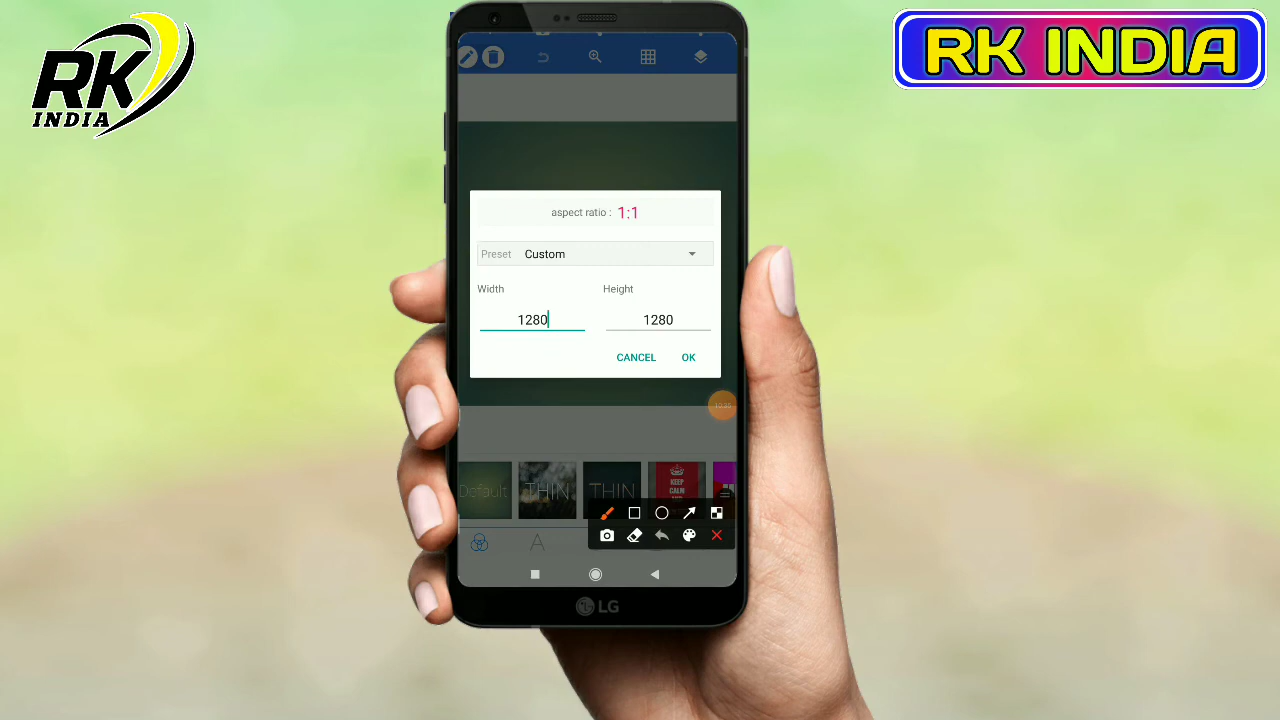 RK
INDIA
RK INDIA
aspect ratio : 1:1
Preset Custom
Width Height
1280 1280
CANCEL OK
Default
THIN
THIN
KEEP
CALM
A
LG